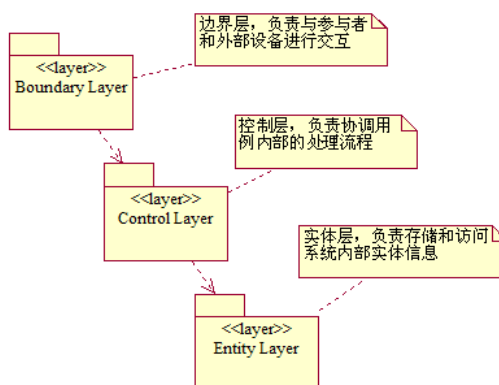 边界层，负责与参与者
和外部设备进行交互
<<layer>>
Boundary Layer
控制层，负责协调用
例内部的处理流程
<<layer>>
Control Layer
实体层，负责存储和访问
系统内部实体信息
<<layer>>
Entity Layer